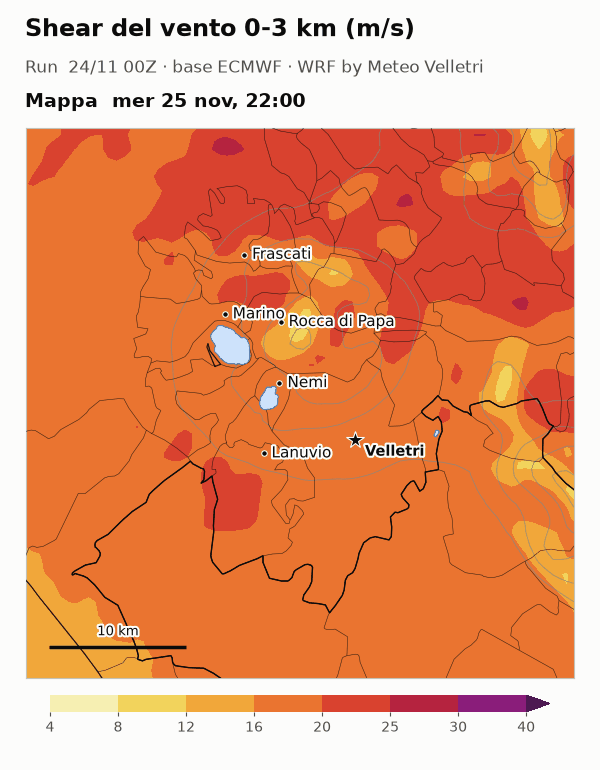 Shear del vento 0-3 km (m/s)
Run  24/11 00Z · base ECMWF · WRF by Meteo Velletri
Mappa  mer 25 nov, 22:00
Frascati
Marino
Rocca di Papa
Nemi
Velletri
Lanuvio
10 km
4 8 12 16 20 25 30 40